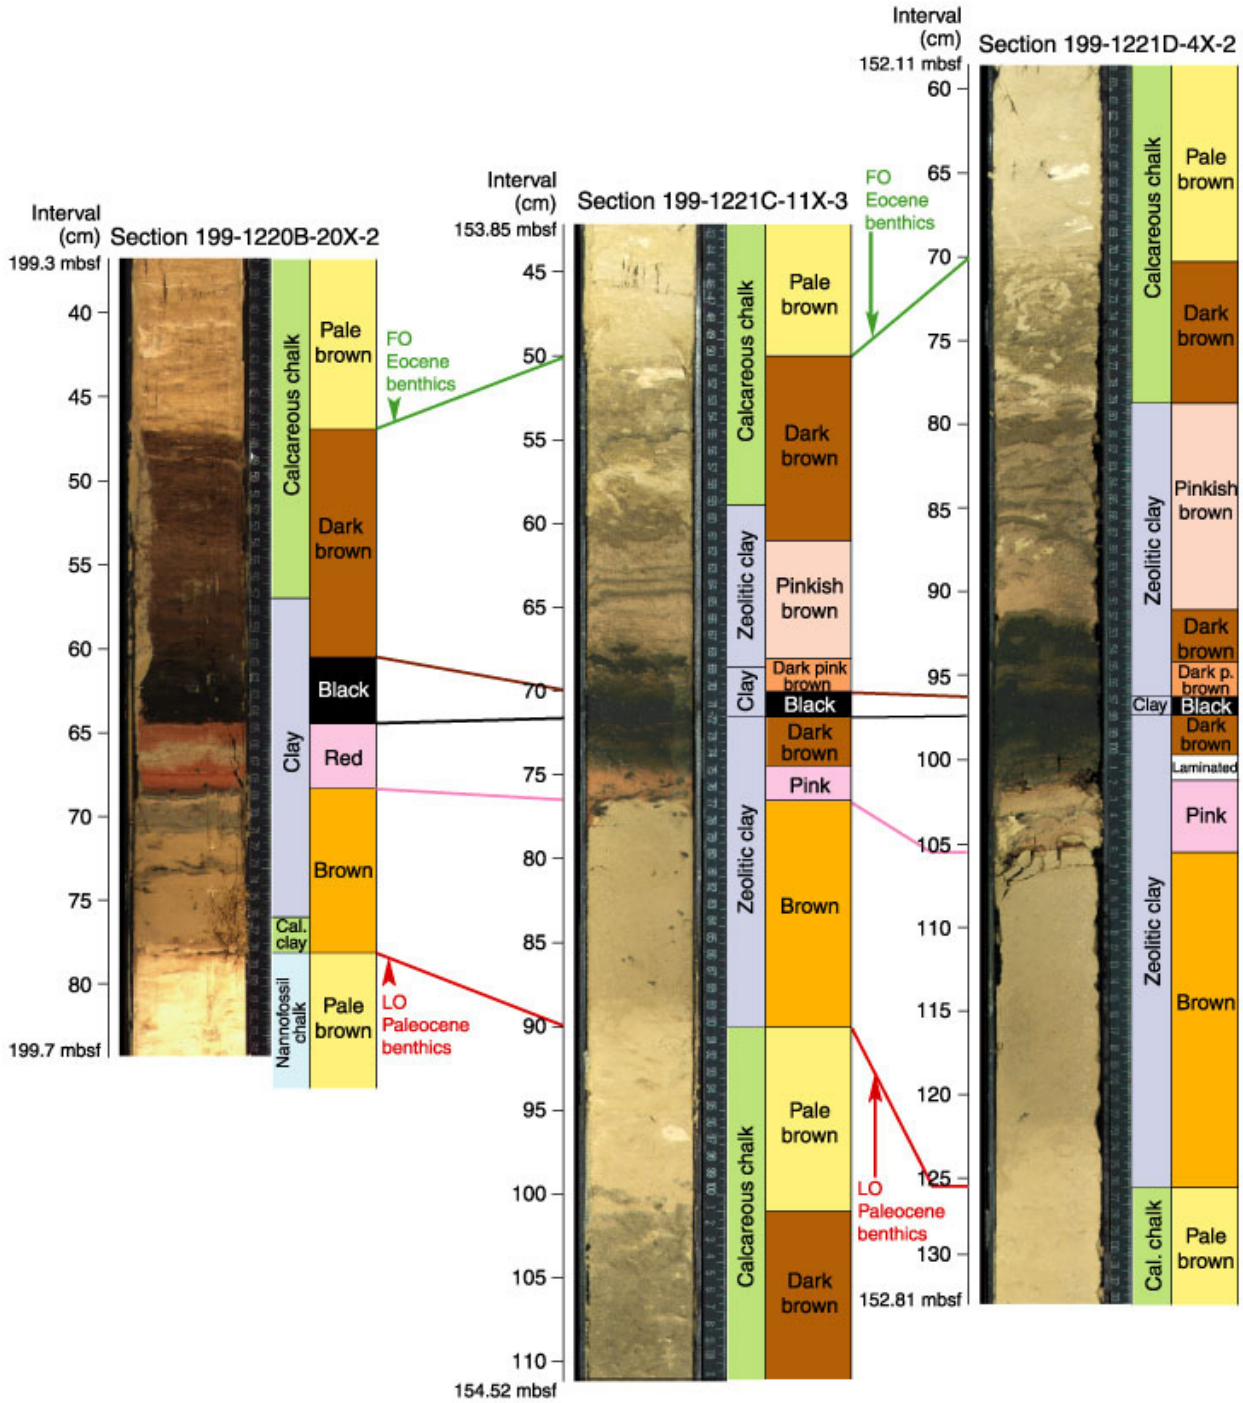 Interval
(cm)
Section 199-1220B-20X-2
199.3 mbsf
40
45
50
55
60
65
70
75
80
199.7 mbsf
Calcareous chalk
Clay
Cal.
clay
Nannofossil
chalk
Pale
brown
Dark
brown
Black
Red
Brown
Pale
brown
FO
Eocene
benthics
LO
Paleocene
benthics
Interval
(cm)
Section 199-1221C-11X-3
153.85 mbsf
45
50
55
60
65
70
75
80
85
90
95
100
105
110
154.52 mbsf
Calcareous chalk
Zeolitic clay
Clay
Zeolitic clay
Calcareous chalk
Pale
brown
Dark
brown
Pinkish
brown
Dark pink
brown
Black
Dark
brown
Pink
Brown
Pale
brown
Dark
brown
FO
Eocene
benthics
LO
Paleocene
benthics
Interval
(cm)
Section 199-1221D-4X-2
152.11 mbsf
60
65
70
75
80
85
90
95
100
105
110
115
120
125
130
152.81 mbsf
Calcareous chalk
Zeolitic clay
Clay
Zeolitic clay
Cal. chalk
Pale
brown
Dark
brown
Pinkish
brown
Dark
brown
Dark p.
brown
Black
Dark
brown
Laminated
Pink
Brown
Pale
brown